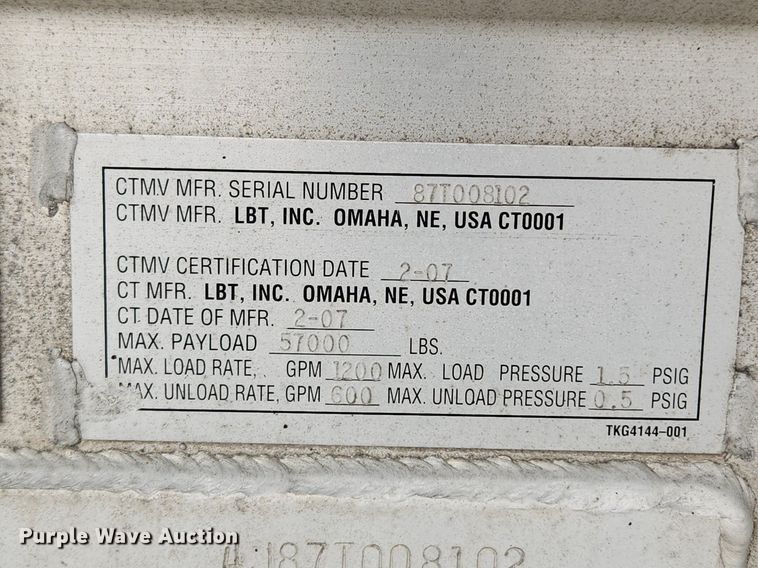 CTMV MFR. SERIAL NUMBER 87T008102
CTMV MFR. LBT, INC. OMAHA, NE, USA CT0001
CTMV CERTIFICATION DATE 2-07
CT MFR. LBT, INC. OMAHA, NE, USA CT0001
CT DATE OF MFR. 2-07
MAX. PAYLOAD 57000 LBS.
MAX. LOAD RATE, GPM 1200 MAX. LOAD PRESSURE 1.5 PSIG
MAX. UNLOAD RATE, GPM 600 MAX. UNLOAD PRESSURE 0.5 PSIG
TKG4144-001
4J87T008102
Purple Wave Auction